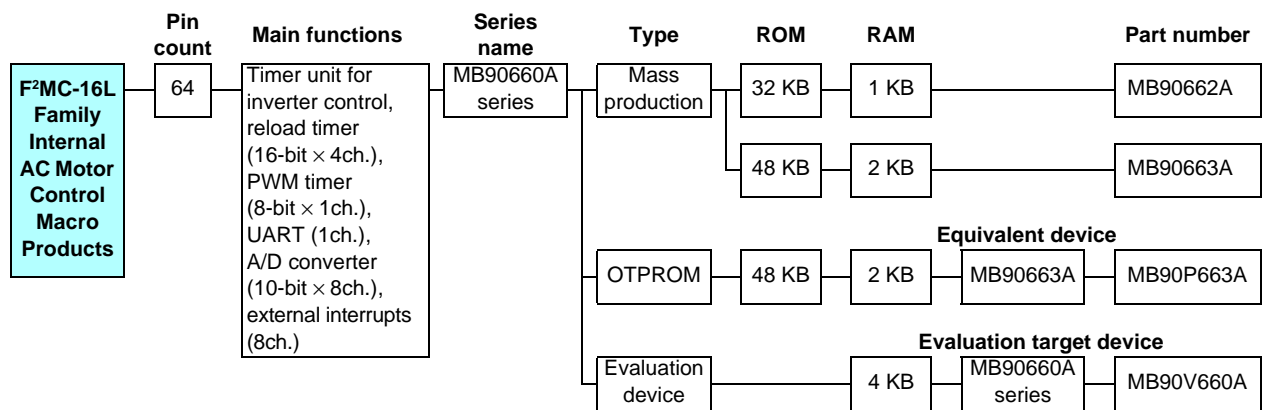 Pin count
Main functions
Series name
Type
ROM
RAM
Part number
F²MC-16L
Family
Internal
AC Motor
Control
Macro
Products
64
Timer unit for
inverter control,
reload timer
(16-bit × 4ch.),
PWM timer
(8-bit × 1ch.),
UART (1ch.),
A/D converter
(10-bit × 8ch.),
external interrupts
(8ch.)
MB90660A
series
Mass
production
32 KB
1 KB
MB90662A
48 KB
2 KB
MB90663A
Equivalent device
OTPROM
48 KB
2 KB
MB90663A
MB90P663A
Evaluation target device
Evaluation
device
4 KB
MB90660A
series
MB90V660A